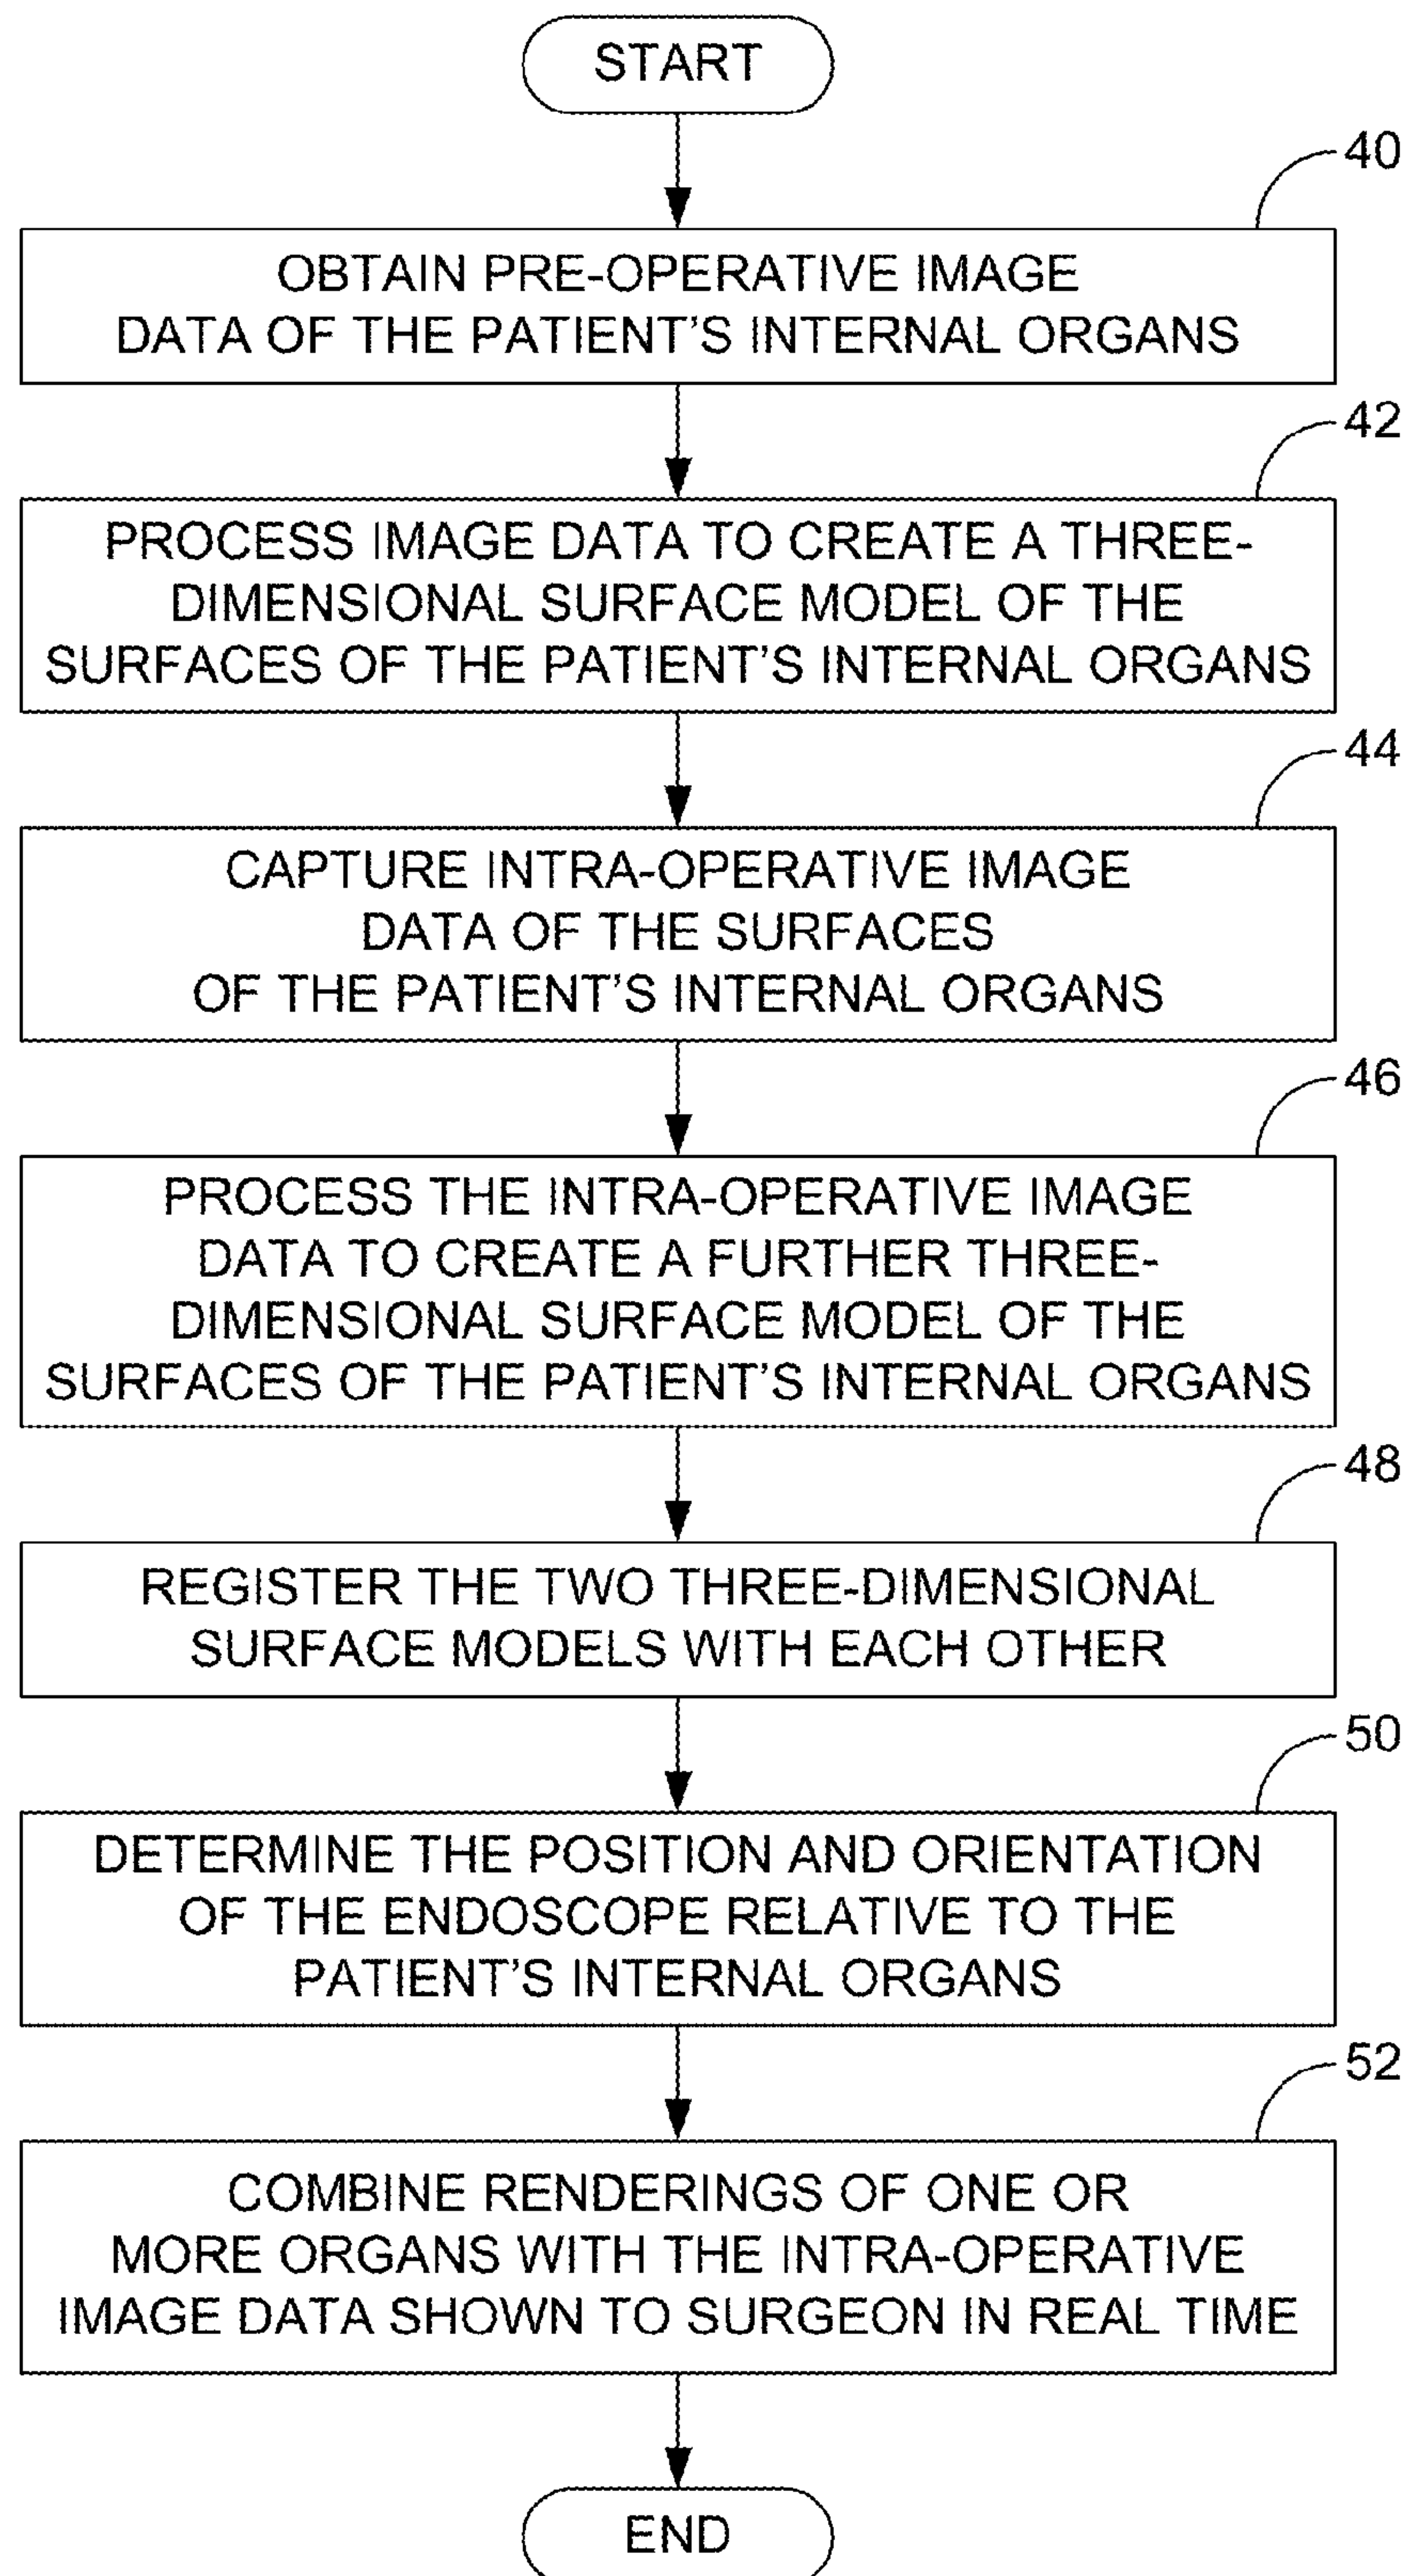 START
40
OBTAIN PRE-OPERATIVE IMAGE
DATA OF THE PATIENT'S INTERNAL ORGANS
42
PROCESS IMAGE DATA TO CREATE A THREE-
DIMENSIONAL SURFACE MODEL OF THE
SURFACES OF THE PATIENT'S INTERNAL ORGANS
44
CAPTURE INTRA-OPERATIVE IMAGE
DATA OF THE SURFACES
OF THE PATIENT'S INTERNAL ORGANS
46
PROCESS THE INTRA-OPERATIVE IMAGE
DATA TO CREATE A FURTHER THREE-
DIMENSIONAL SURFACE MODEL OF THE
SURFACES OF THE PATIENT'S INTERNAL ORGANS
48
REGISTER THE TWO THREE-DIMENSIONAL
SURFACE MODELS WITH EACH OTHER
50
DETERMINE THE POSITION AND ORIENTATION
OF THE ENDOSCOPE RELATIVE TO THE
PATIENT'S INTERNAL ORGANS
52
COMBINE RENDERINGS OF ONE OR
MORE ORGANS WITH THE INTRA-OPERATIVE
IMAGE DATA SHOWN TO SURGEON IN REAL TIME
END